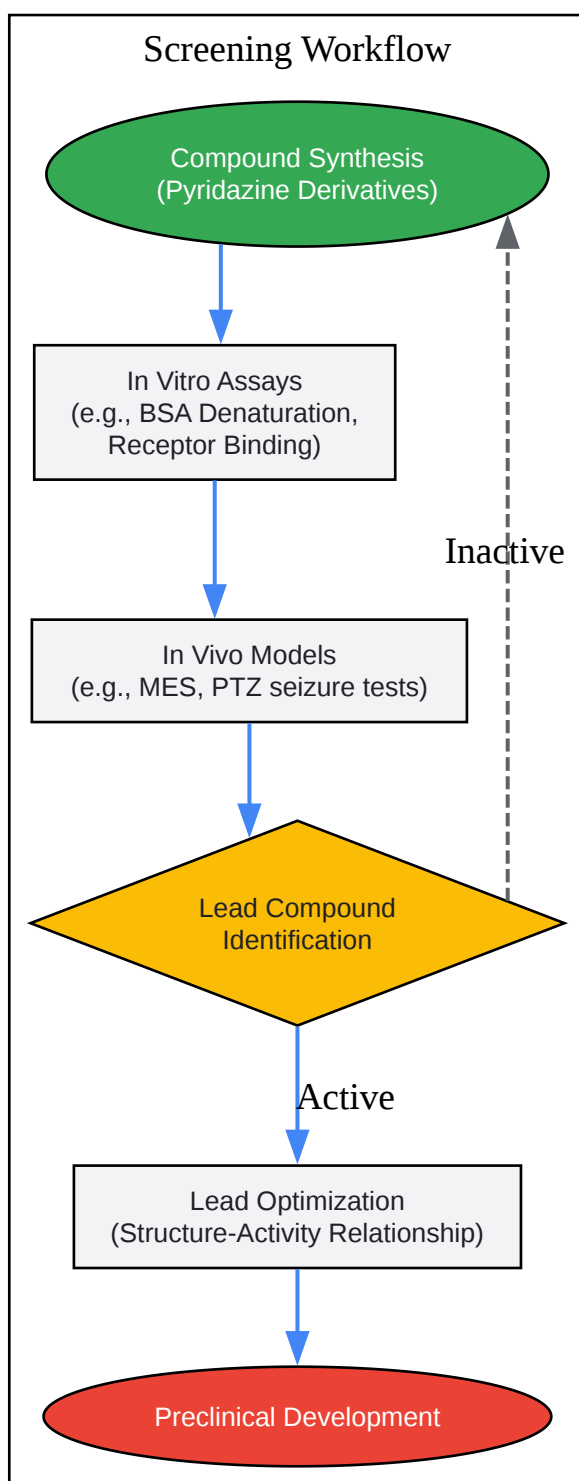 Screening Workflow
Compound Synthesis
(Pyridazine Derivatives)
In Vitro Assays
(e.g., BSA Denaturation,
Receptor Binding)
Inactive
In Vivo Models
(e.g., MES, PTZ seizure tests)
Lead Compound
Identification
Active
Lead Optimization
(Structure-Activity Relationship)
Preclinical Development